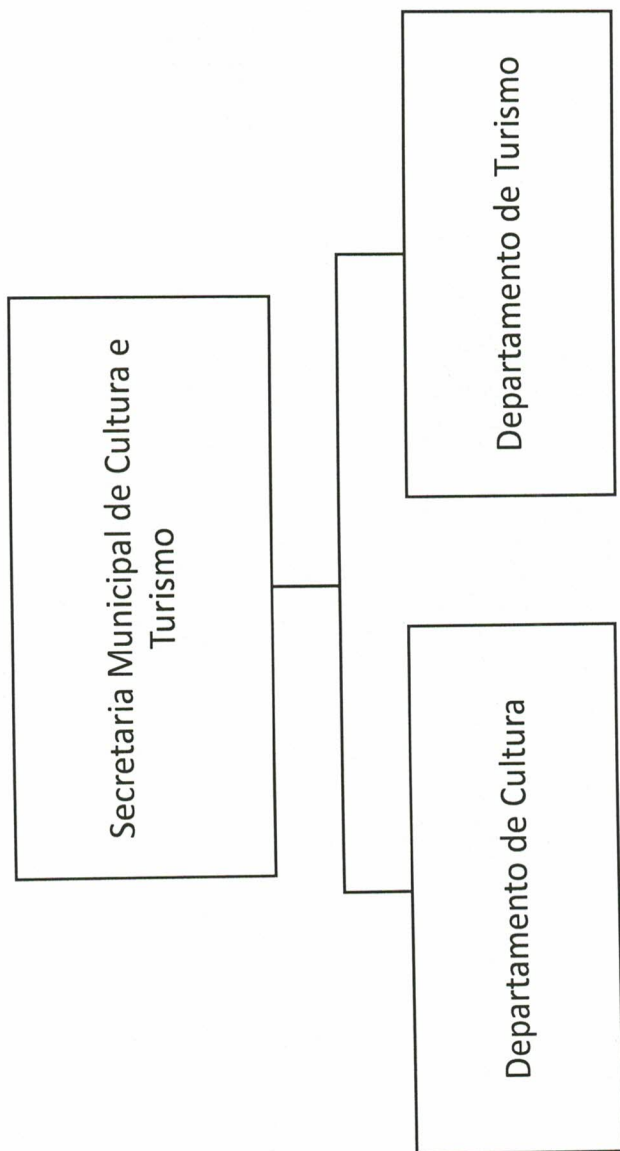 Secretaria Municipal de Cultura e
Turismo
Departamento de Cultura
Departamento de Turismo